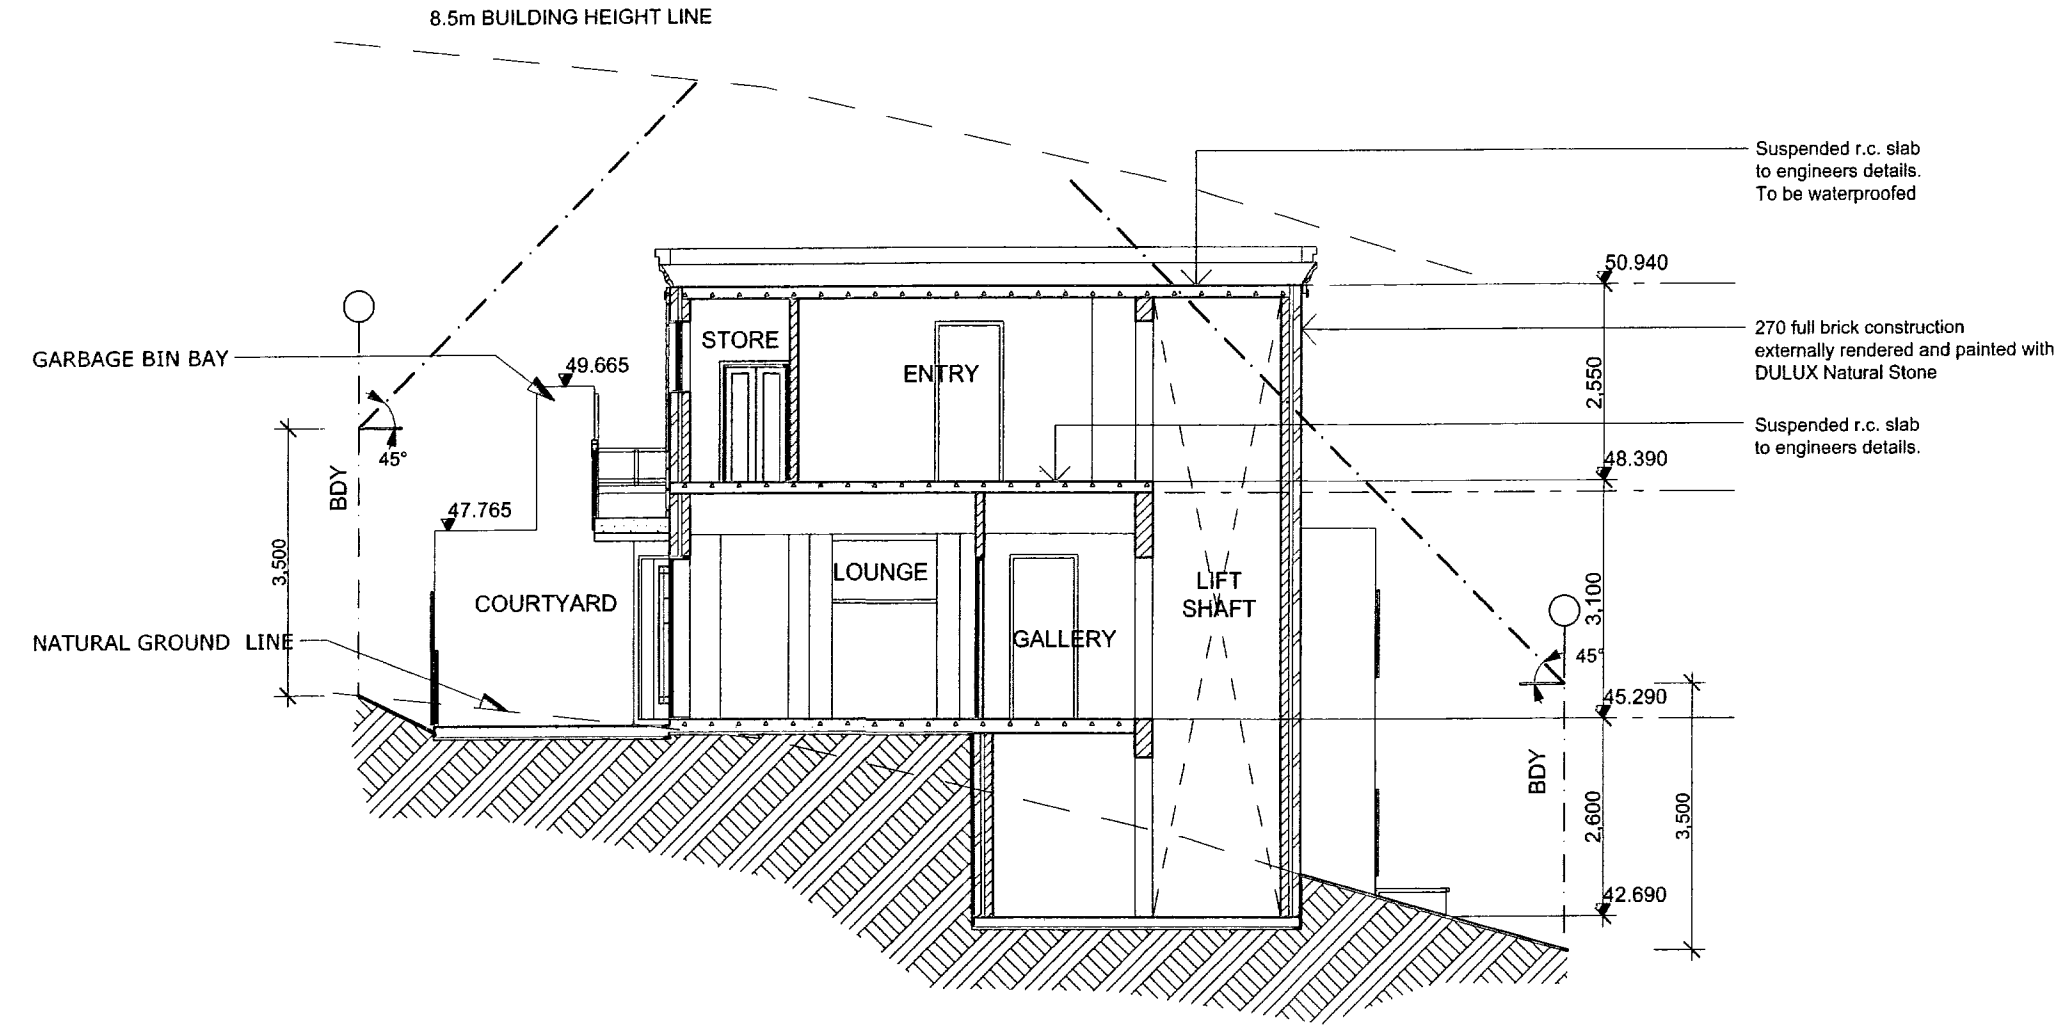 8.5m BUILDING HEIGHT LINE
Suspended r.c. slab
to engineers details.
To be waterproofed
50.940
270 full brick construction
externally rendered and painted with
DULUX Natural Stone
2,550
Suspended r.c. slab
to engineers details.
48.390
GARBAGE BIN BAY
49.665
STORE
ENTRY
45°
BDY
47.765
3,500
COURTYARD
LOUNGE
LIFT
SHAFT
GALLERY
NATURAL GROUND LINE
3,100
45°
45.290
BDY
2,600
3,500
42.690